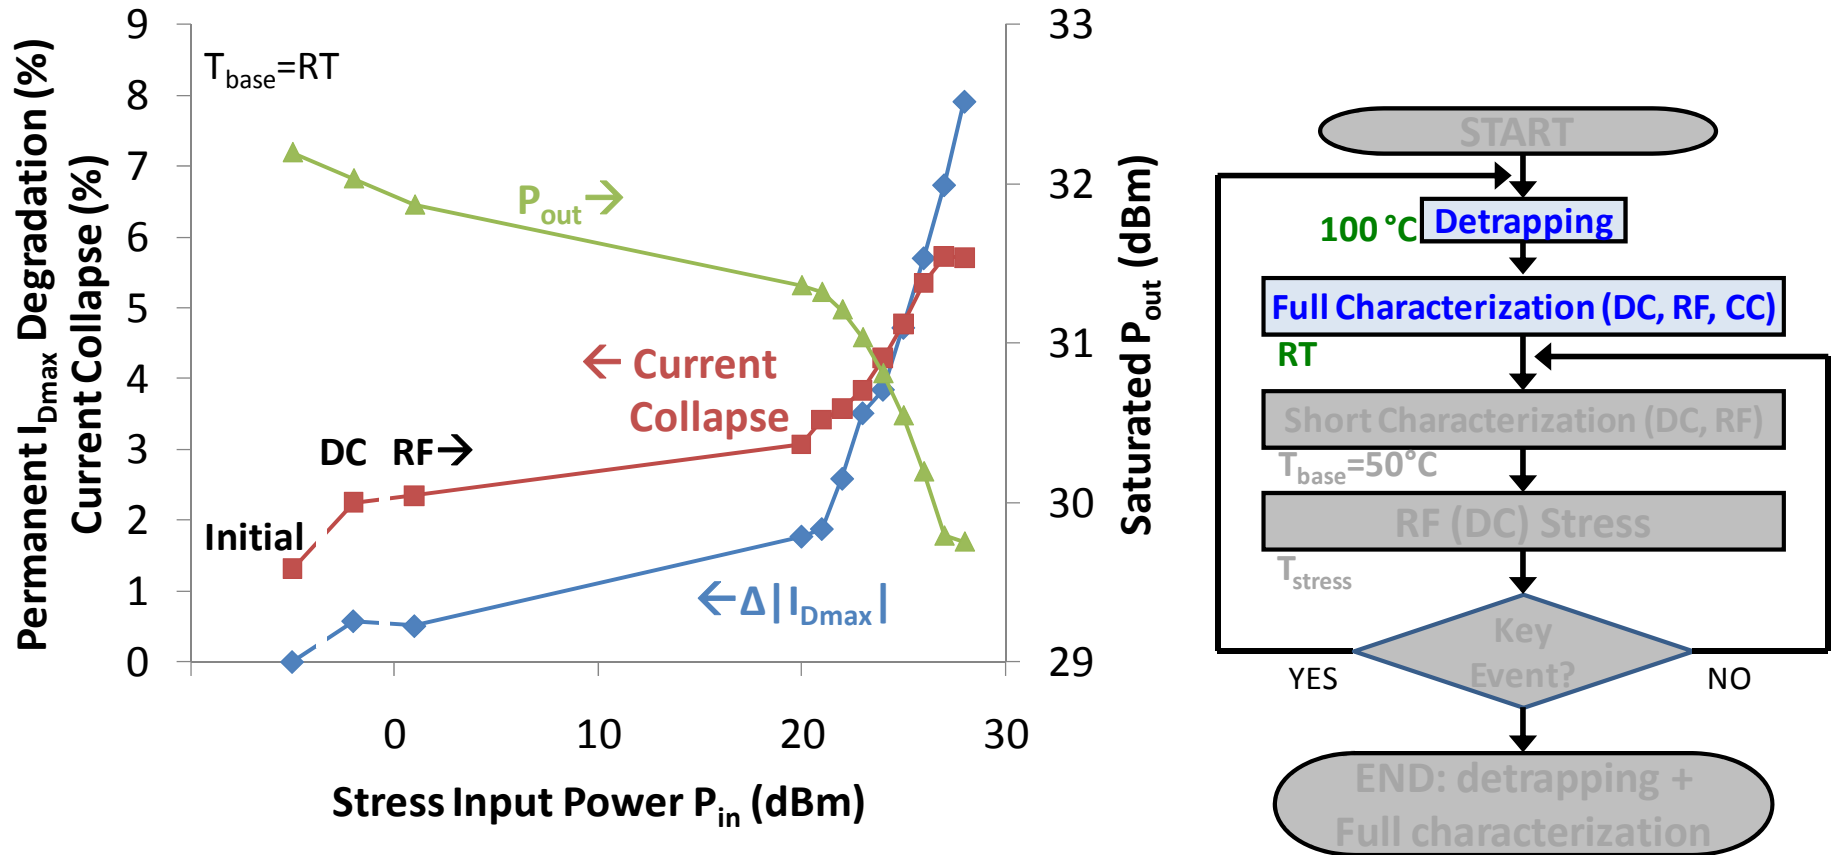 Permanent I_Dmax Degradation (%)
Current Collapse (%)
9
8
7
6
5
4
3
2
1
0
T_base=RT
P_out→
← Current
Collapse
DC RF→
Initial
←Δ|I_Dmax|
0
10
20
30
Stress Input Power P_in (dBm)
33
32
31
30
29
Saturated P_out (dBm)
START
100 °C
Detrapping
Full Characterization (DC, RF, CC)
RT
Short Characterization (DC, RF)
T_base=50°C
RF (DC) Stress
T_stress
Key
Event?
YES
NO
END: detrapping +
Full characterization